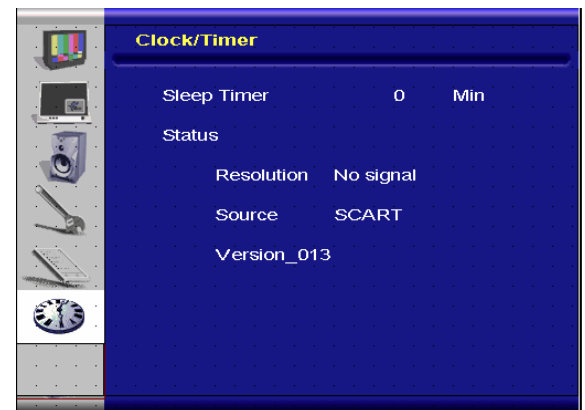 Clock/Timer
Sleep Timer 0 Min
Status
Resolution No signal
Source SCART
Version_013